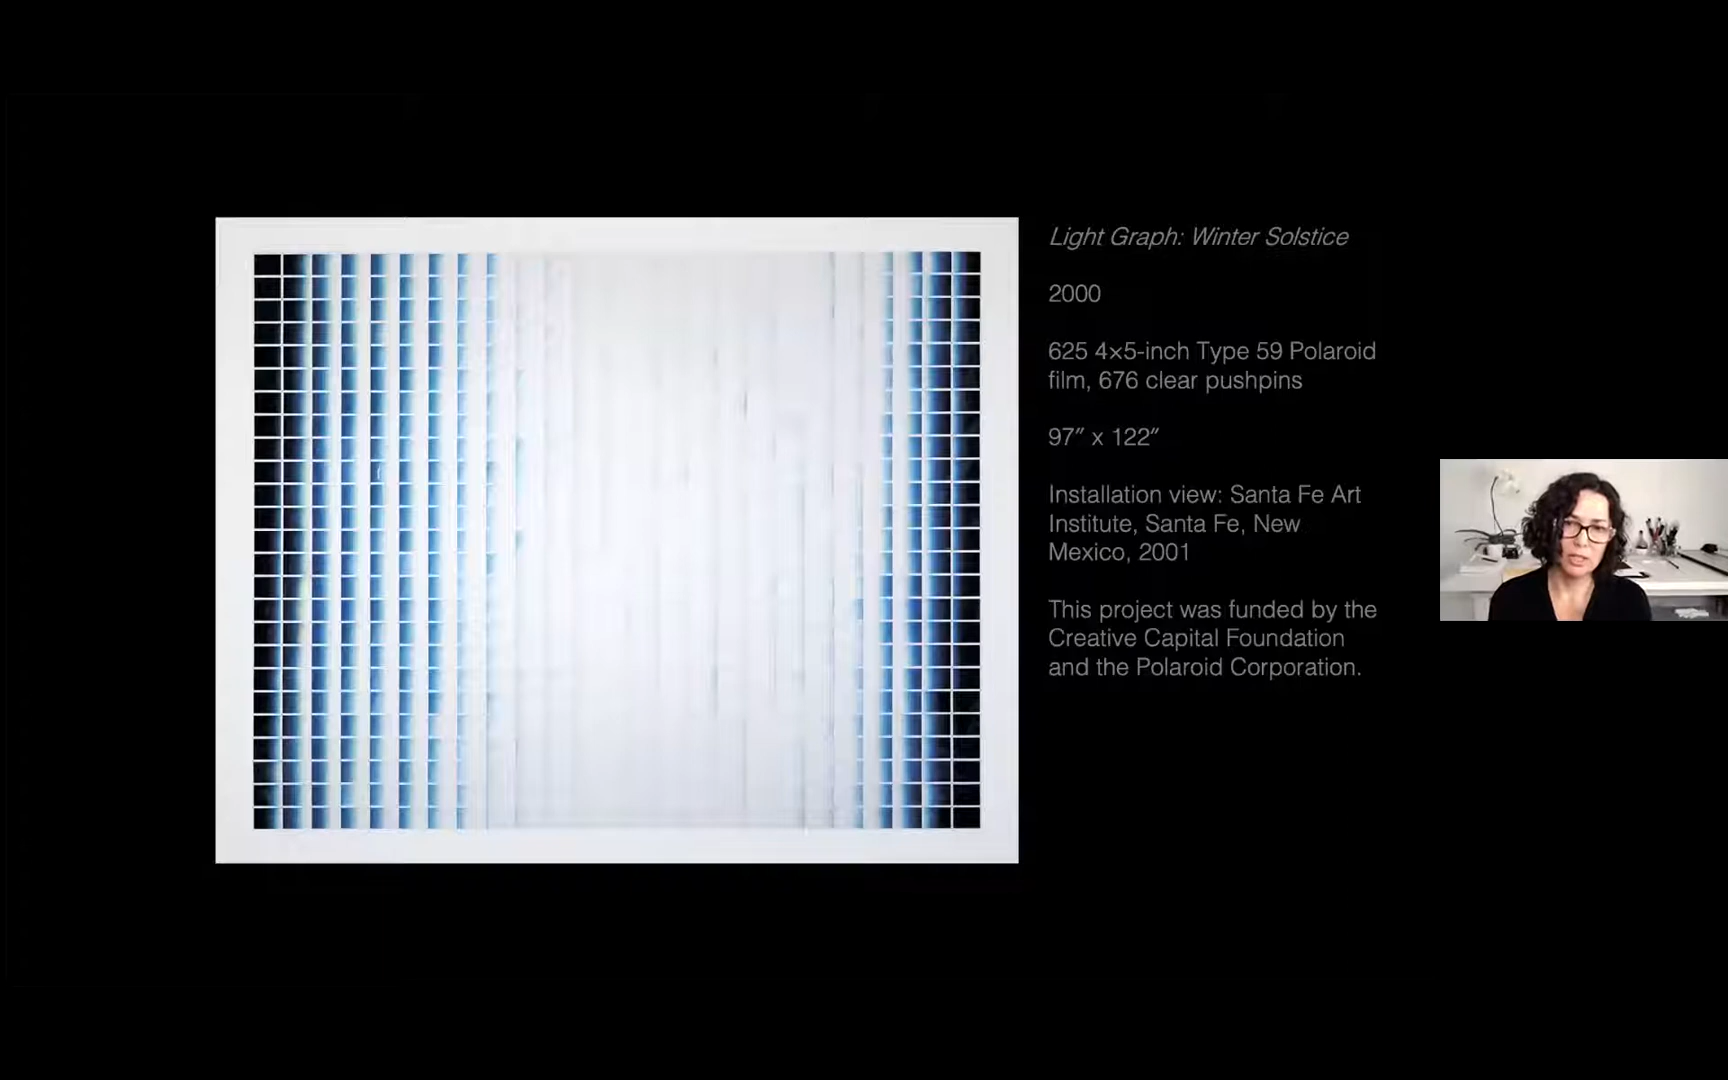 Light Graph: Winter Solstice
2000
625 4×5-inch Type 59 Polaroid
film, 676 clear pushpins
97″ x 122″
Installation view: Santa Fe Art
Institute, Santa Fe, New
Mexico, 2001
This project was funded by the
Creative Capital Foundation
and the Polaroid Corporation.